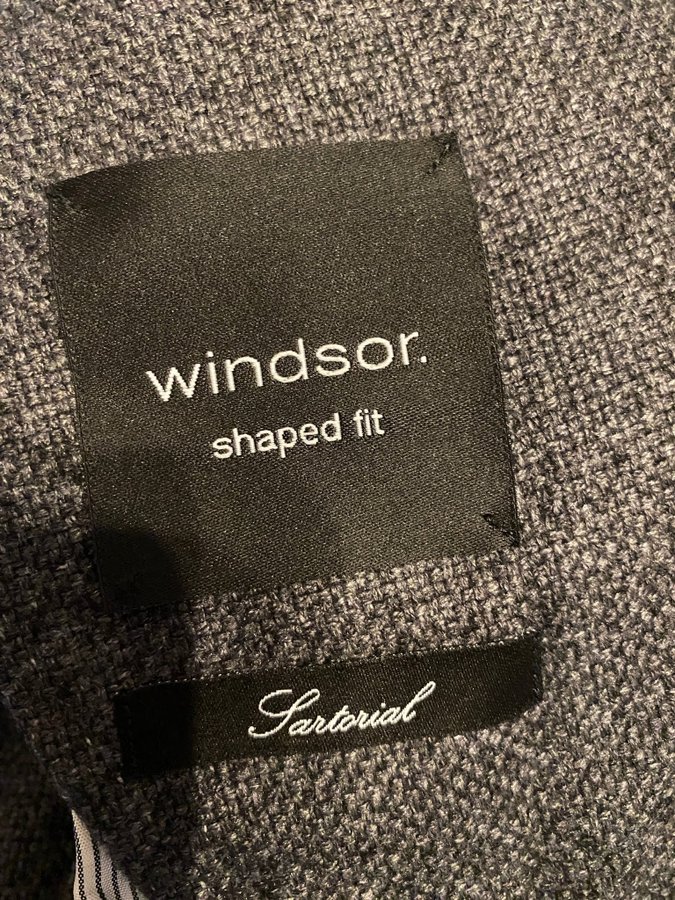 windsor.
shaped fit
Sartorial